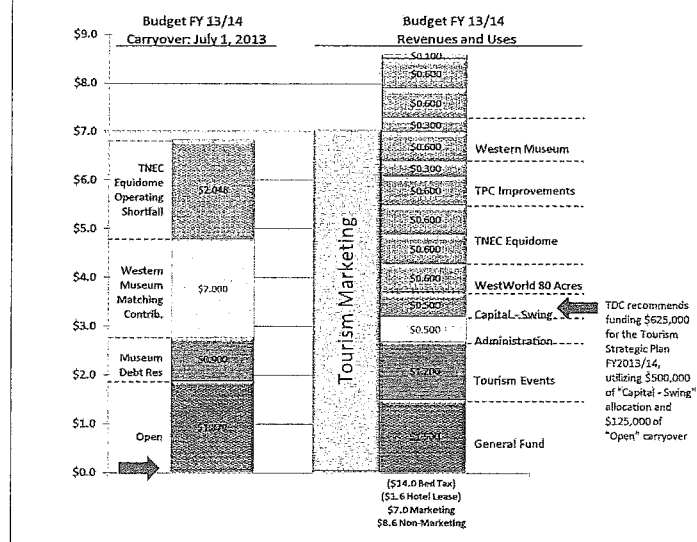 Budget FY 13/14
Carryover: July 1, 2013
Budget FY 13/14
Revenues and Uses
$9.0
$8.0
$7.0
$6.0
$5.0
$4.0
$3.0
$2.0
$1.0
$0.0
TNEC
Equidome
Operating
Shortfall
$2.048
Western
Museum
Matching
Contrib.
Museum
Debt Res
$0.900
Open
Tourism Marketing
$0.100
$0.600
$0.600
$0.300
$0.600
$0.300
$0.600
$0.600
$0.600
$0.600
$0.500
$0.500
Western Museum
TPC Improvements
TNEC Equidome
WestWorld 80 Acres
Capital - Swing
Administration
Tourism Events
General Fund
($14.0 Bed Tax)
($1.6 Hotel Lease)
$7.0 Marketing
$8.6 Non-Marketing
TDC recommends
funding $625,000
for the Tourism
Strategic Plan
FY2013/14,
utilizing $500,000
of "Capital - Swing"
allocation and
$125,000 of
"Open" carryover